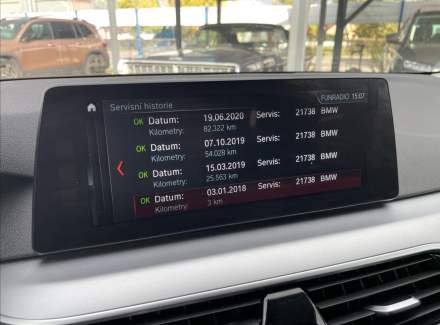 Servisní historie FUNRADIO 15:07
OK Datum: 19.06.2020 Servis: 21738 BMW
Kilometry: 82.322 km
OK Datum: 07.10.2019 Servis: 21738 BMW
Kilometry: 54.028 km
OK Datum: 15.03.2019 Servis: 21738 BMW
Kilometry: 25.563 km
OK Datum: 03.01.2018 Servis: 21738 BMW
Kilometry: 3 km